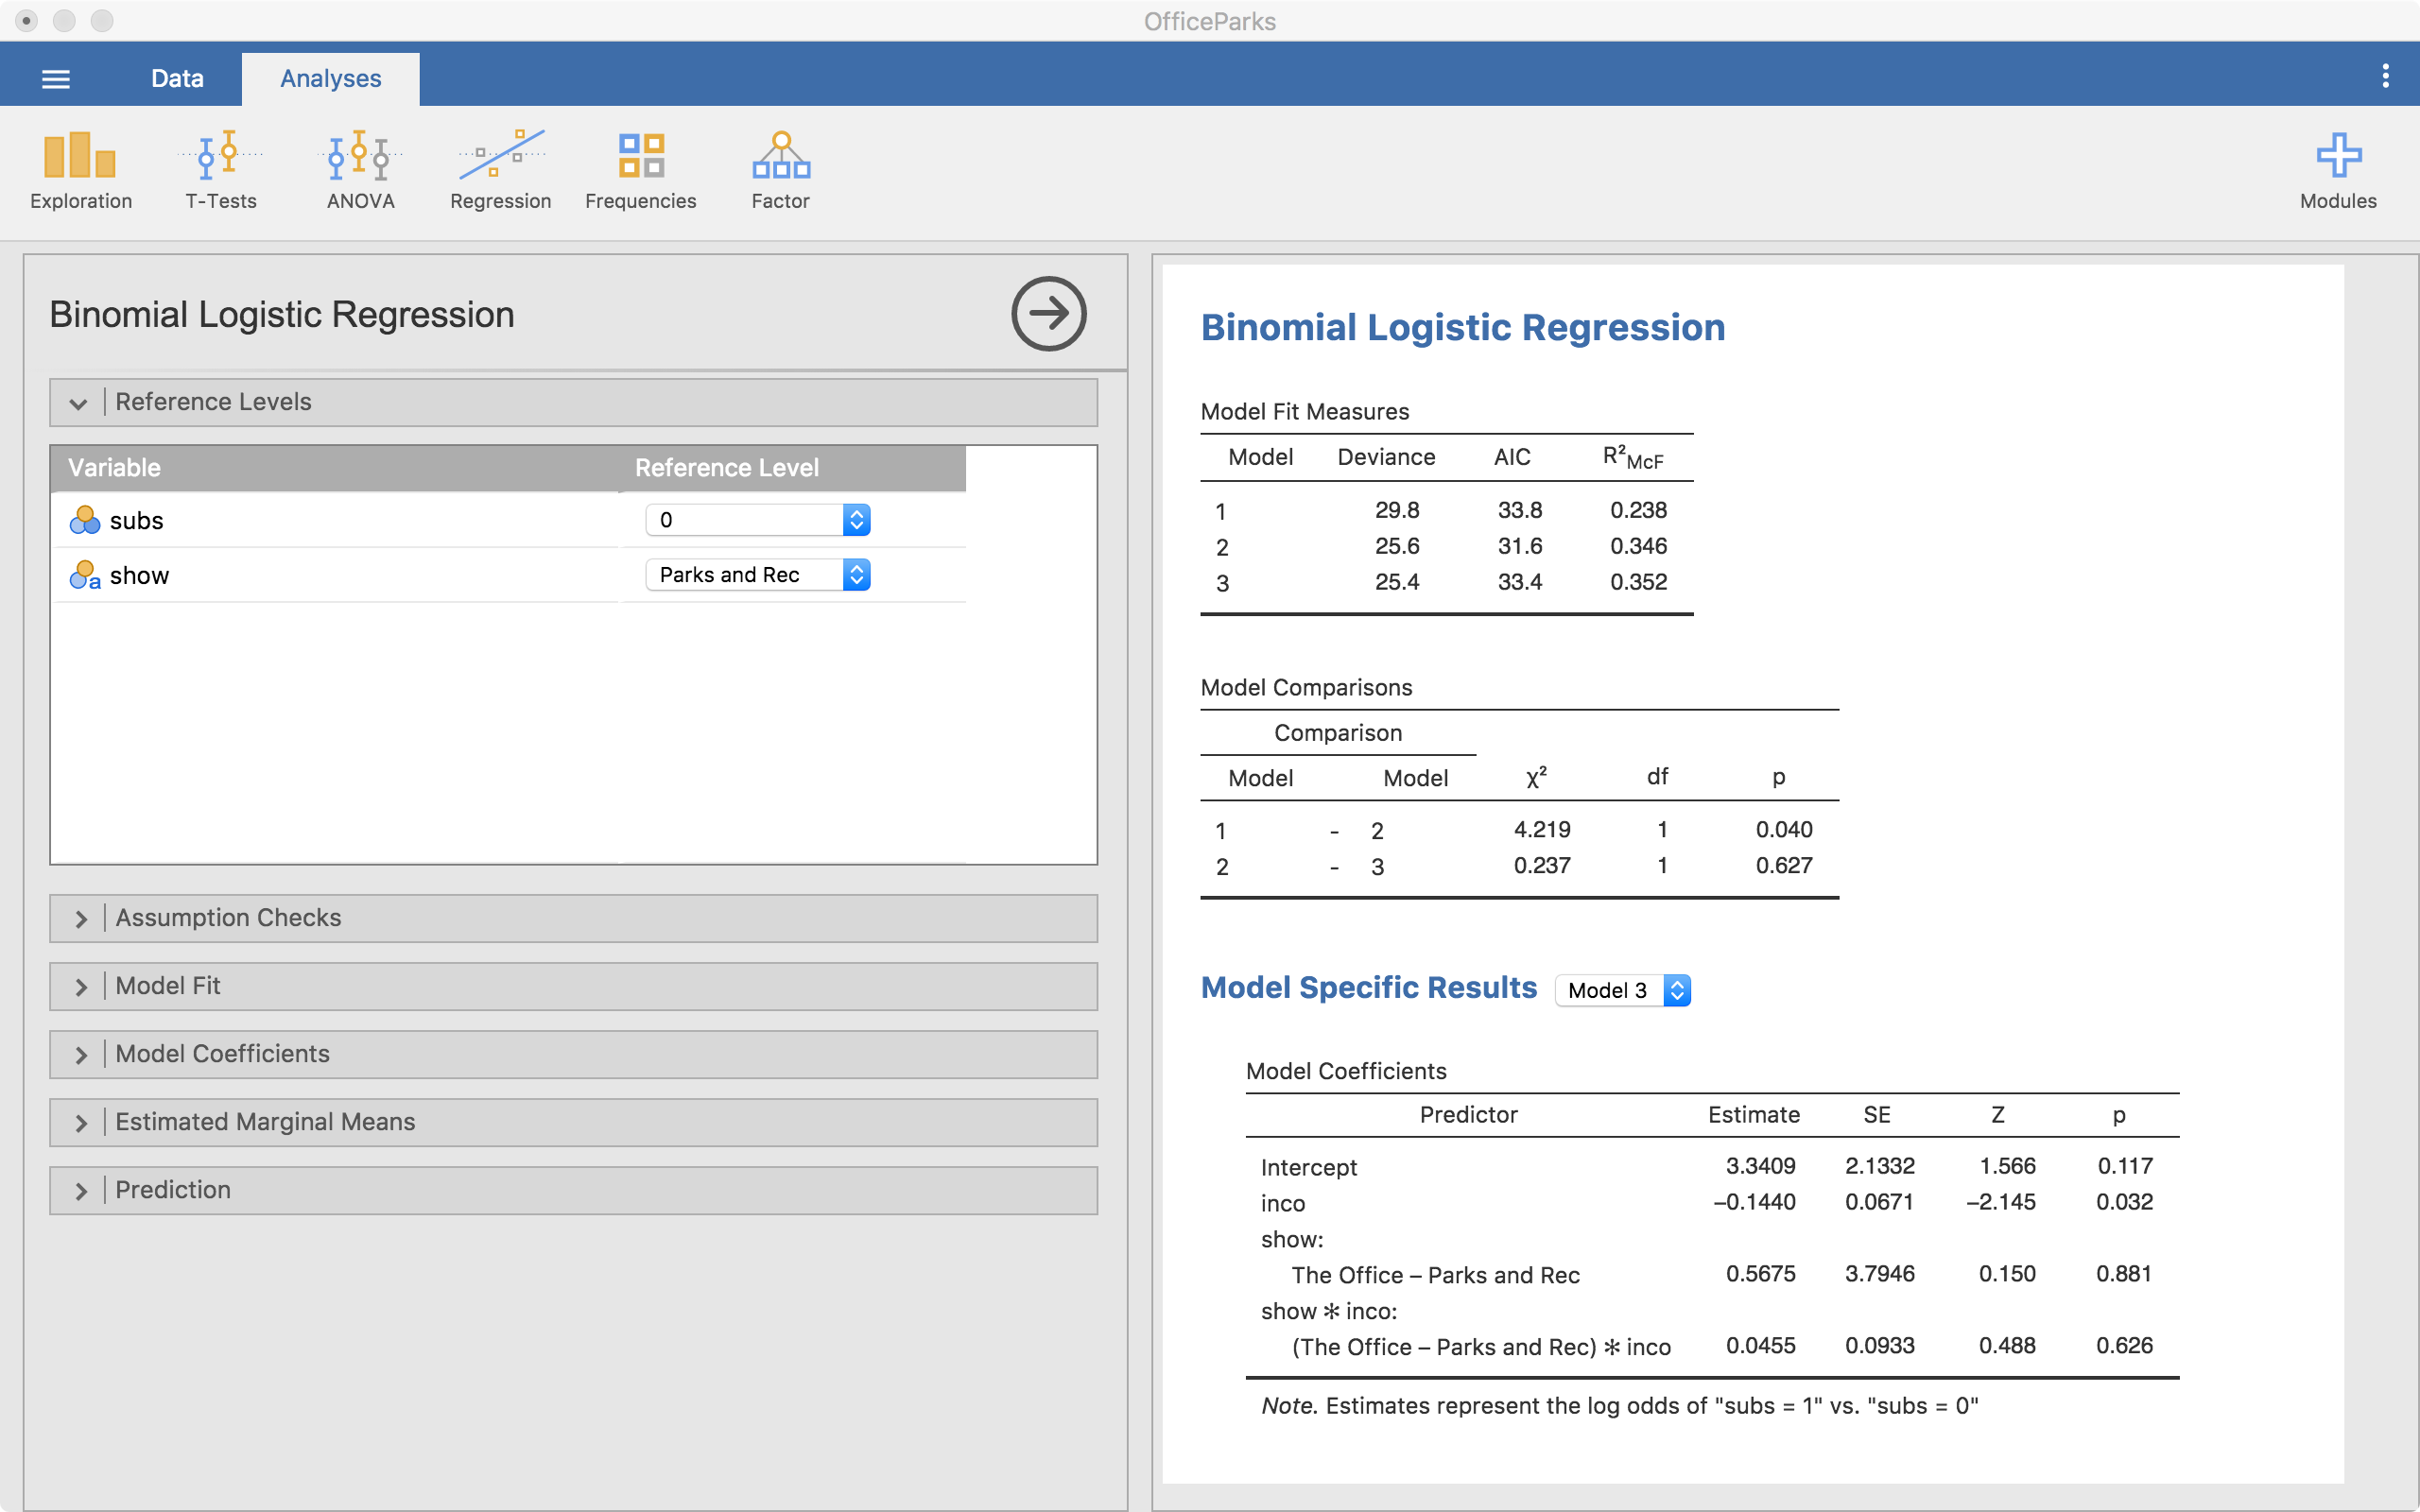 OfficeParks
Data Analyses
Exploration T-Tests ANOVA Regression Frequencies Factor Modules
Binomial Logistic Regression
Reference Levels
Variable Reference Level
subs 0
show Parks and Rec
Assumption Checks
Model Fit
Model Coefficients
Estimated Marginal Means
Prediction
Binomial Logistic Regression
Model Fit Measures
Model Deviance AIC R²McF
1 29.8 33.8 0.238
2 25.6 31.6 0.346
3 25.4 33.4 0.352
Model Comparisons
Comparison
Model Model χ² df p
1 - 2 4.219 1 0.040
2 - 3 0.237 1 0.627
Model Specific Results Model 3
Model Coefficients
Predictor Estimate SE Z p
Intercept 3.3409 2.1332 1.566 0.117
inco −0.1440 0.0671 −2.145 0.032
show:
The Office – Parks and Rec 0.5675 3.7946 0.150 0.881
show ✻ inco:
(The Office – Parks and Rec) ✻ inco 0.0455 0.0933 0.488 0.626
Note. Estimates represent the log odds of "subs = 1" vs. "subs = 0"